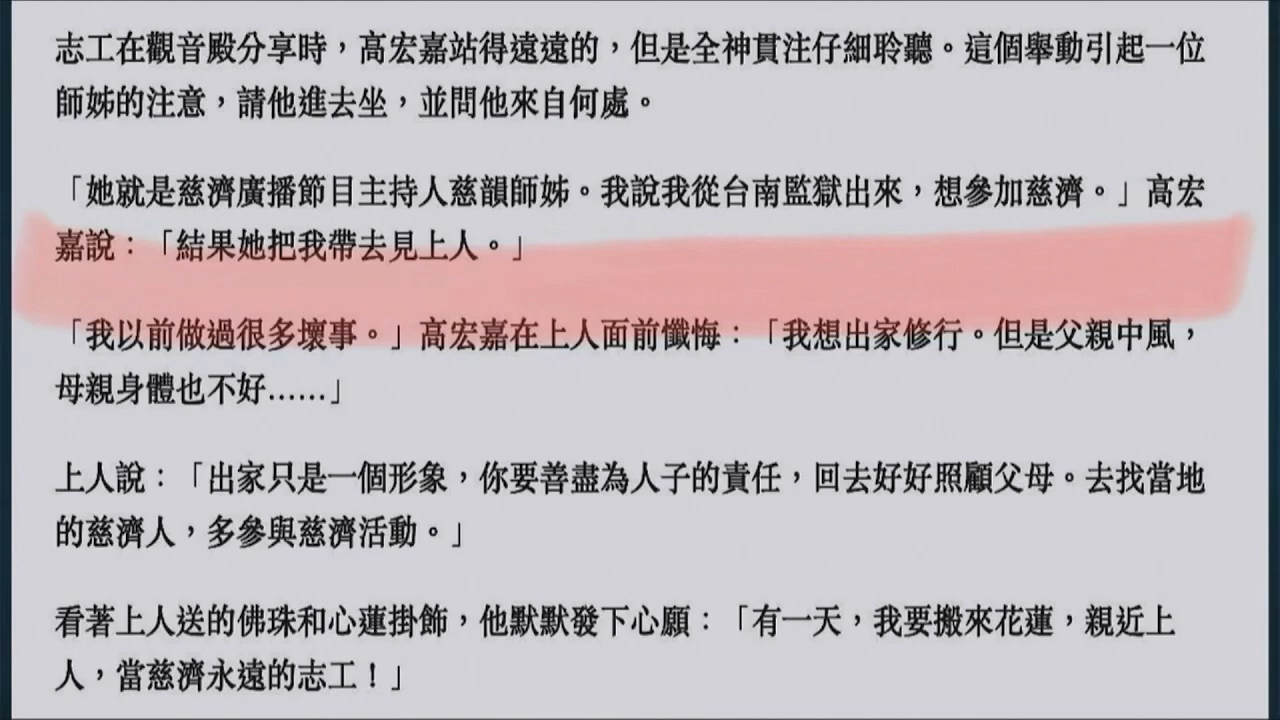 志工在觀音殿分享時，高宏嘉站得遠遠的，但是全神貫注仔細聆聽。這個舉動引起一位
師姊的注意，請他進去坐，並問他來自何處。
「她就是慈濟廣播節目主持人慈韻師姊。我說我從台南監獄出來，想參加慈濟。」高宏
嘉說：「結果她把我帶去見上人。」
「我以前做過很多壞事。」高宏嘉在上人面前懺悔：「我想出家修行。但是父親中風，
母親身體也不好......」
上人說：「出家只是一個形象，你要善盡為人子的責任，回去好好照顧父母。去找當地
的慈濟人，多參與慈濟活動。」
看著上人送的佛珠和心蓮掛飾，他默默發下心願：「有一天，我要搬來花蓮，親近上
人，當慈濟永遠的志工！」